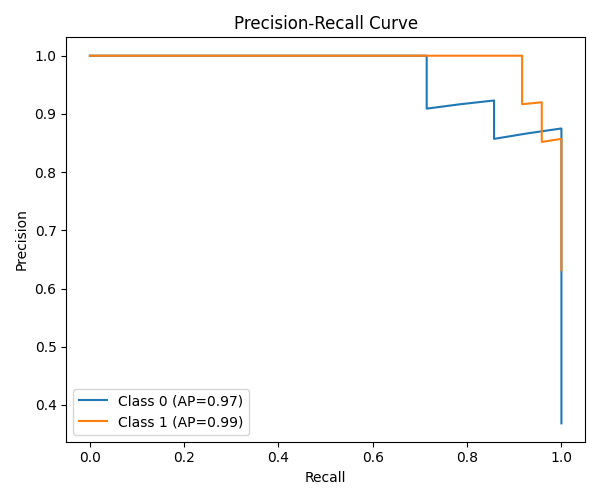 Precision-Recall Curve
Precision
1.0
0.9
0.8
0.7
0.6
0.5
0.4
Class 0 (AP=0.97)
Class 1 (AP=0.99)
0.0 0.2 0.4 0.6 0.8 1.0
Recall